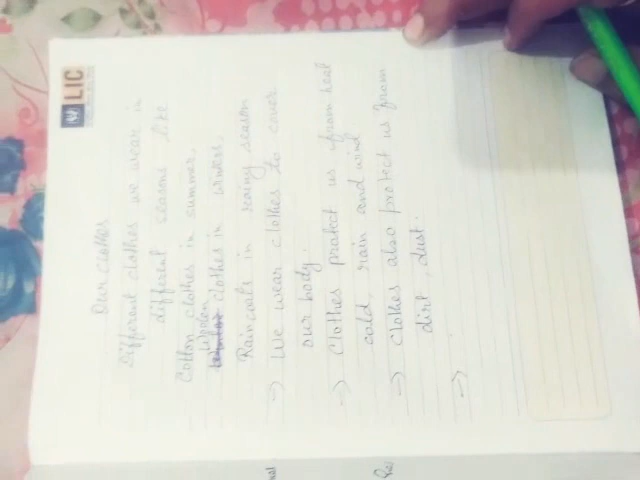 LIC
Our clothes
Different clothes we wear in
different seasons like
Cotton clothes in summer,
Woolen
clothes in winters,
Raincoats in rainy season
→ We wear clothes to cover
our body.
→ Clothes protect us from heat
cold, rain and wind.
→ clothes also protect us from
dirt, dust.
→